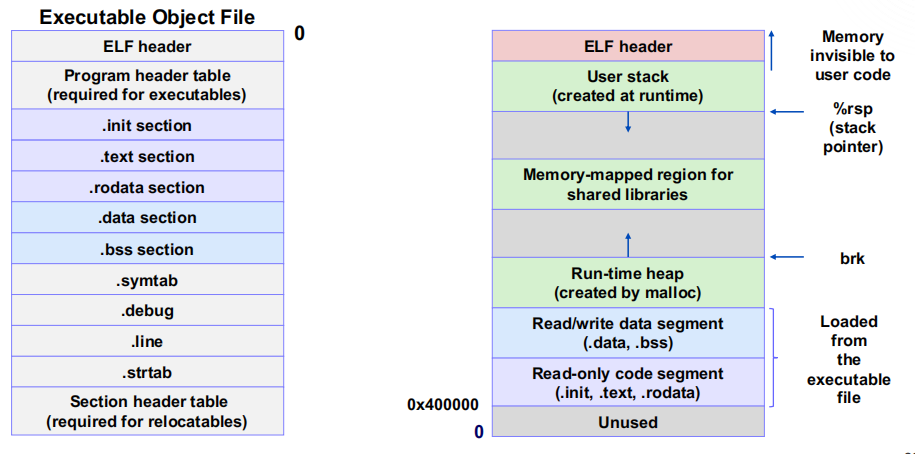 Executable Object File
0
ELF header
Program header table
(required for executables)
.init section
.text section
.rodata section
.data section
.bss section
.symtab
.debug
.line
.strtab
Section header table
(required for relocatables)
ELF header
User stack
(created at runtime)
Memory-mapped region for
shared libraries
Run-time heap
(created by malloc)
Read/write data segment
(.data, .bss)
Read-only code segment
(.init, .text, .rodata)
Unused
0x400000
0
Memory
invisible to
user code
%rsp
(stack
pointer)
brk
Loaded
from
the
executable
file